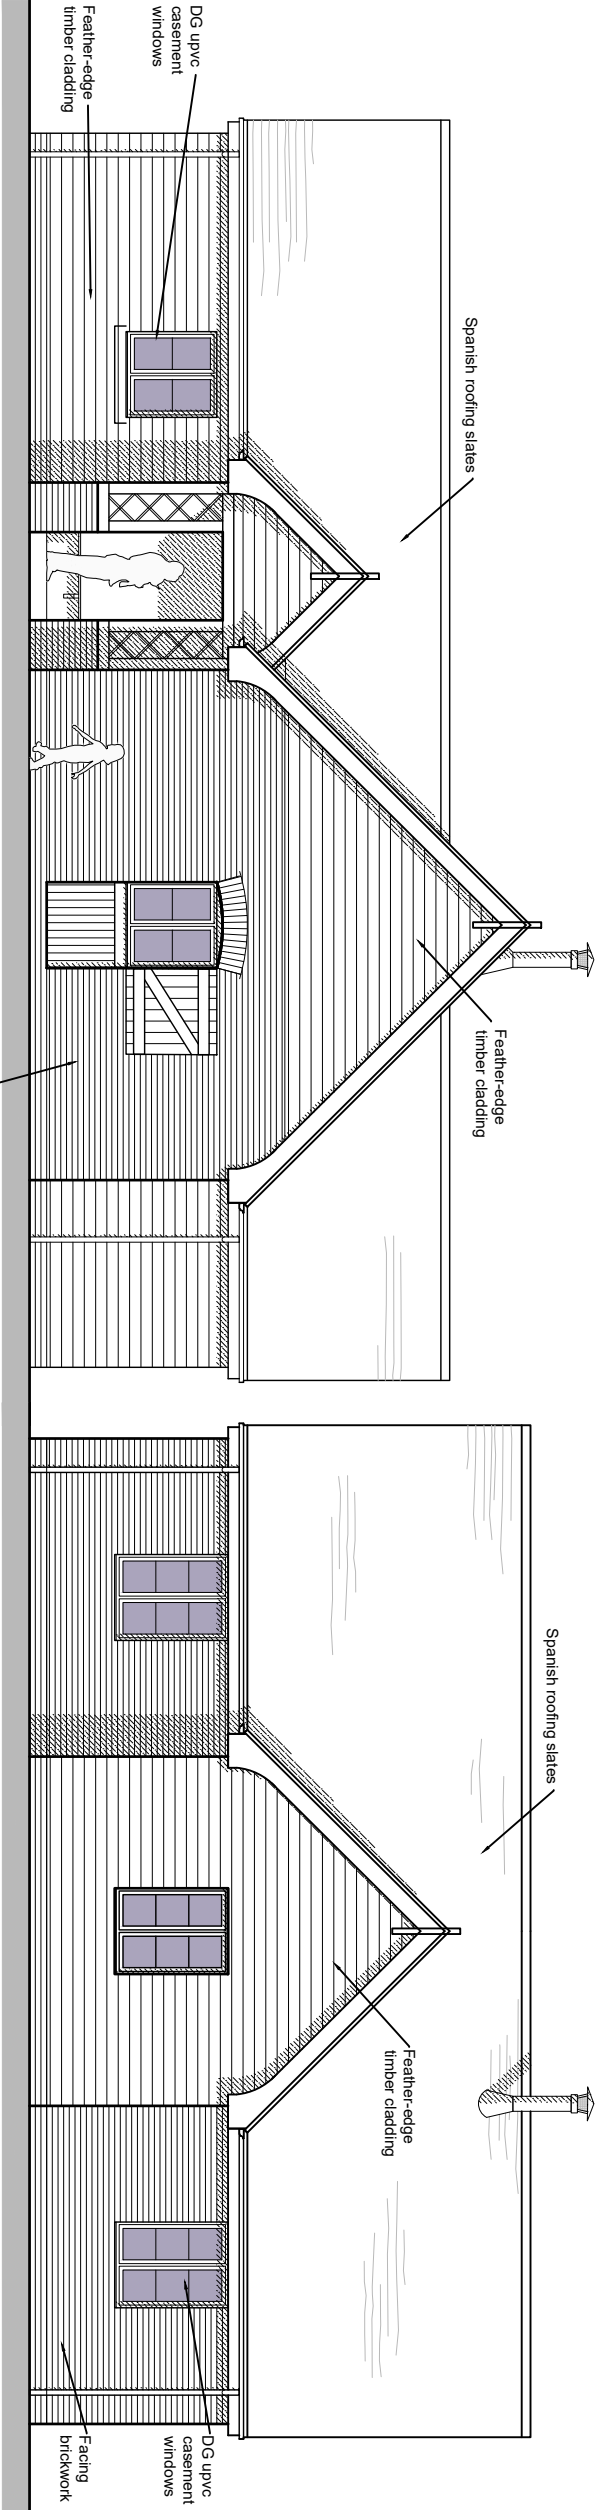 DG upvc
casement
windows
Feather-edge
timber cladding
Spanish roofing slates
Feather-edge
timber cladding
Spanish roofing slates
Feather-edge
timber cladding
DG upvc
casement
windows
Facing
brickwork